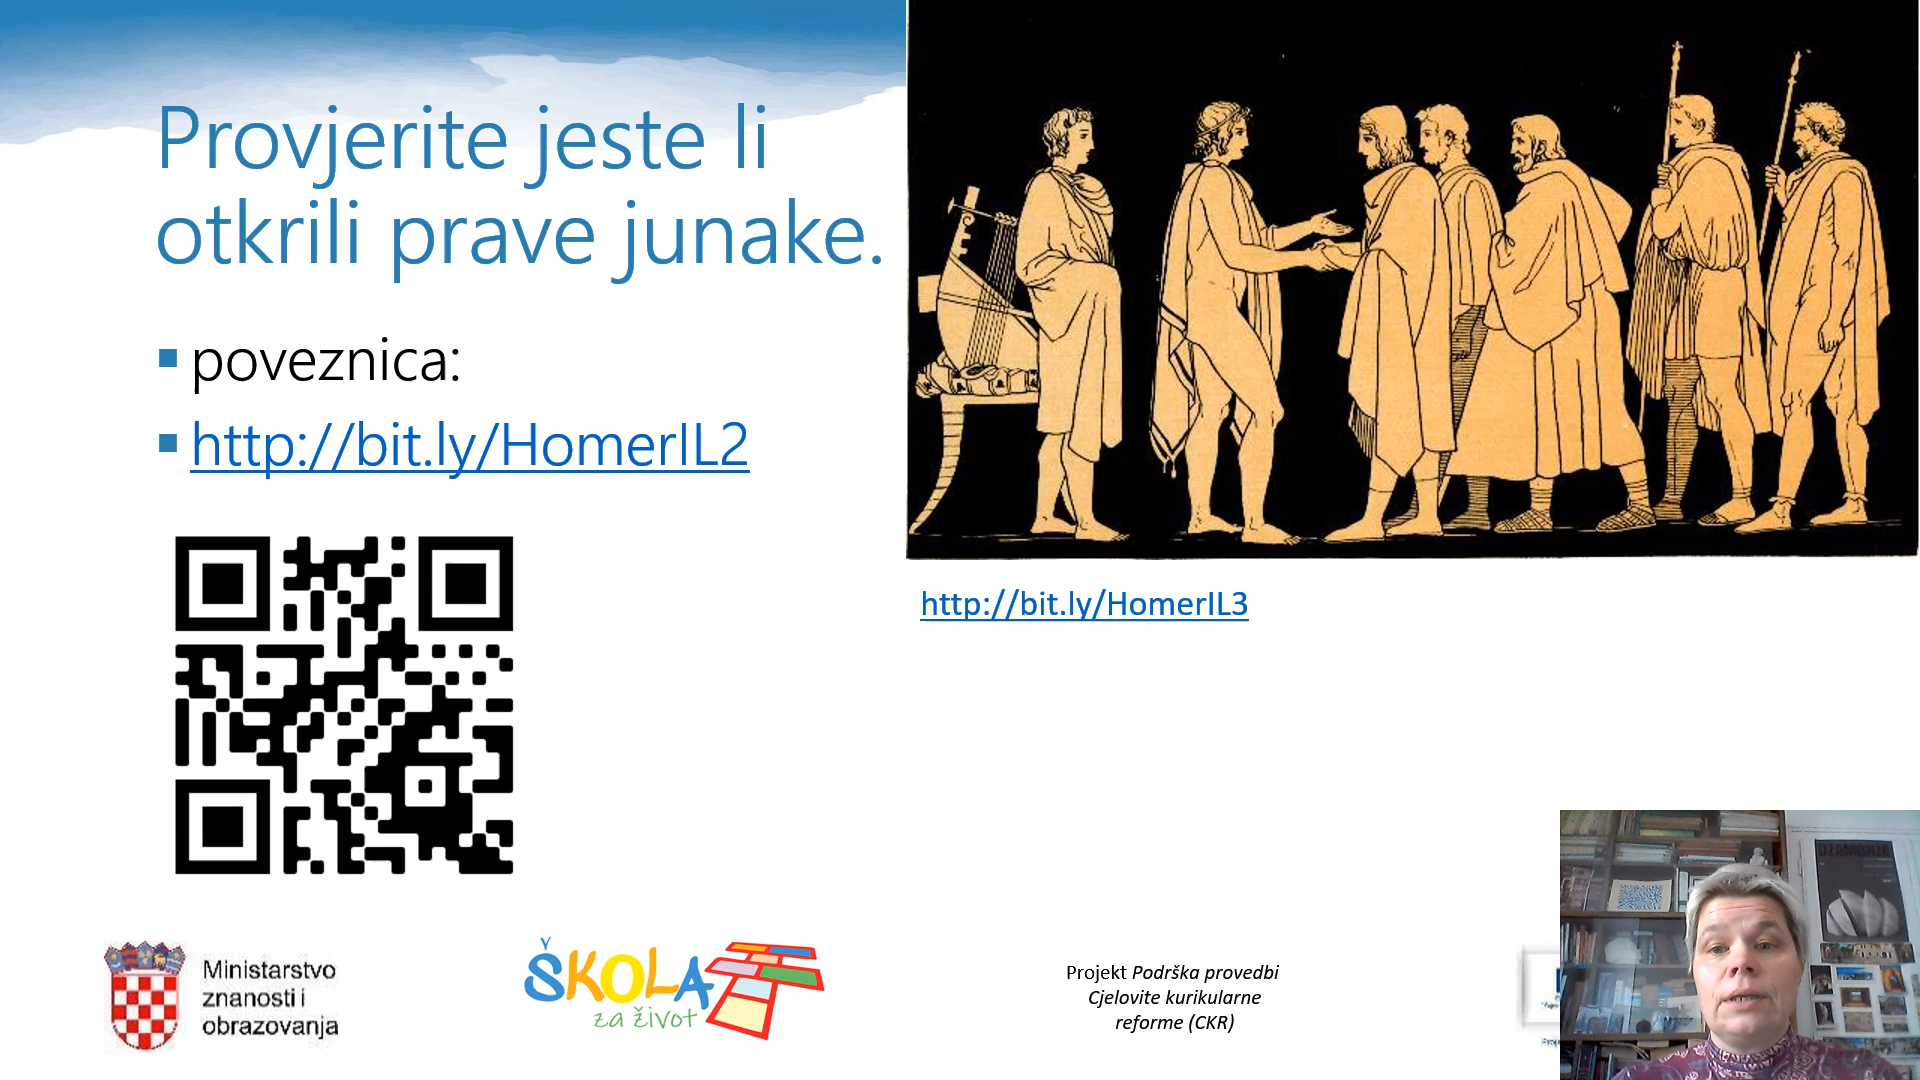 Provjerite jeste li
otkrili prave junake.
poveznica:
http://bit.ly/HomerIL2
http://bit.ly/HomerIL3
Ministarstvo
znanosti i
obrazovanja
ŠKOLA
za život
Projekt Podrška provedbi
Cjelovite kurikularne
reforme (CKR)